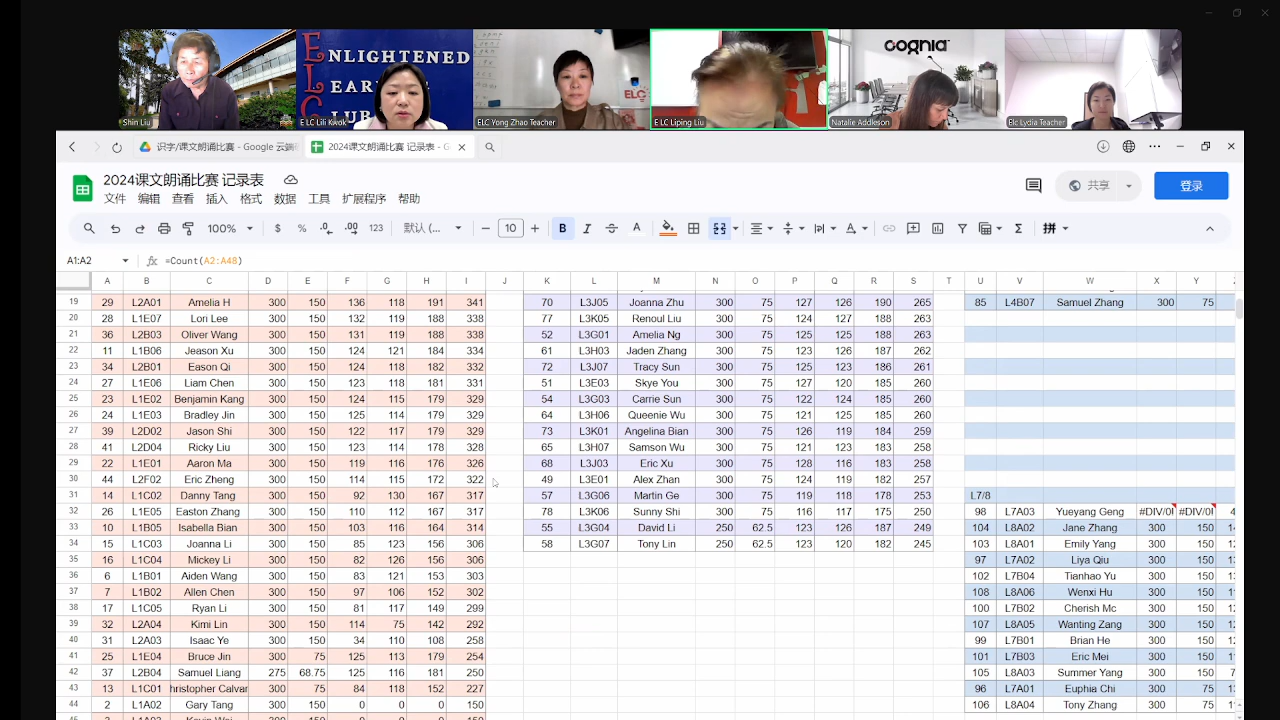 ENLIGHTENED
LEARNING
CLUB
ELC
cognia
Shin Liu
E LC Lili Kwok
ELC Yong Zhao Teacher
E LC Liping Liu
Natalie Addleson
Elc Lydia Teacher
识字/课文朗诵比赛 - Google 云端
2024课文朗诵比赛 记录表 - G
2024课文朗诵比赛 记录表
文件 编辑 查看 插入 格式 数据 工具 扩展程序 帮助
共享
登录
100% $ % .0 .00 123 默认 (... 10 B I A 拼
A1:A2 fx =Count(A2:A48)
A B C D E F G H I J K L M N O P Q R S T U V W X Y
19 29 L2A01 Amelia H 300 150 136 118 191 341 70 L3J05 Joanna Zhu 300 75 127 126 190 265 85 L4B07 Samuel Zhang 300 75
20 28 L1E07 Lori Lee 300 150 132 119 188 338 77 L3K05 Renoul Liu 300 75 124 127 188 263
21 36 L2B03 Oliver Wang 300 150 131 119 188 338 52 L3G01 Amelia Ng 300 75 124 126 188 263
22 11 L1B06 Jeason Xu 300 150 124 121 184 334 61 L3H03 Jaden Zhang 300 75 123 126 187 262
23 34 L2B01 Eason Qi 300 150 124 118 182 332 72 L3J07 Tracy Sun 300 75 125 123 186 261
24 27 L1E06 Liam Chen 300 150 123 118 181 331 51 L3E03 Skye You 300 75 127 120 185 260
25 23 L1E02 Benjamin Kang 300 150 124 115 179 329 54 L3G03 Carrie Sun 300 75 122 124 185 260
26 24 L1E03 Bradley Jin 300 150 125 114 179 329 64 L3H06 Queenie Wu 300 75 121 125 185 260
27 39 L2D02 Jason Shi 300 150 122 117 179 329 73 L3K01 Angelina Bian 300 75 126 119 184 259
28 41 L2D04 Ricky Liu 300 150 123 114 178 328 65 L3H07 Samson Wu 300 75 121 123 183 258
29 22 L1E01 Aaron Ma 300 150 119 116 176 326 68 L3J03 Eric Xu 300 75 128 116 183 258
30 44 L2F02 Eric Zheng 300 150 114 115 172 322 49 L3E01 Alex Zhan 300 75 124 119 182 257
31 14 L1C02 Danny Tang 300 150 92 130 167 317 57 L3G06 Martin Ge 300 75 119 118 178 253 L7/8
32 26 L1E05 Easton Zhang 300 150 110 112 167 317 78 L3K06 Sunny Shi 300 75 116 117 175 250 98 L7A03 Yueyang Geng #DIV/0! #DIV/0! 4
33 10 L1B05 Isabella Bian 300 150 103 116 164 314 55 L3G04 David Li 250 62.5 123 126 187 249 104 L8A02 Jane Zhang 300 150
34 15 L1C03 Joanna Li 300 150 85 123 156 306 58 L3G07 Tony Lin 250 62.5 123 120 182 245 103 L8A01 Emily Yang 300 150
35 16 L1C04 Mickey Li 300 150 82 126 156 306 97 L7A02 Liya Qiu 300 150
36 6 L1B01 Aiden Wang 300 150 83 121 153 303 102 L7B04 Tianhao Yu 300 150
37 7 L1B02 Allen Chen 300 150 97 106 152 302 108 L8A06 Wenxi Hu 300 150
38 17 L1C05 Ryan Li 300 150 81 117 149 299 100 L7B02 Cherish Mc 300 150
39 32 L2A04 Kimi Lin 300 150 114 75 142 292 107 L8A05 Wanting Zang 300 150
40 31 L2A03 Isaac Ye 300 150 34 110 108 258 99 L7B01 Brian He 300 150
41 25 L1E04 Bruce Jin 300 75 125 113 179 254 101 L7B03 Eric Mei 300 150
42 37 L2B04 Samuel Liang 275 68.75 125 116 181 250 105 L8A03 Summer Yang 300 150
43 13 L1C01 hristopher Calvar 300 75 84 118 152 227 96 L7A01 Euphia Chi 300 75
44 2 L1A02 Gary Tang 300 150 0 0 0 150 106 L8A04 Tony Zhang 300 75